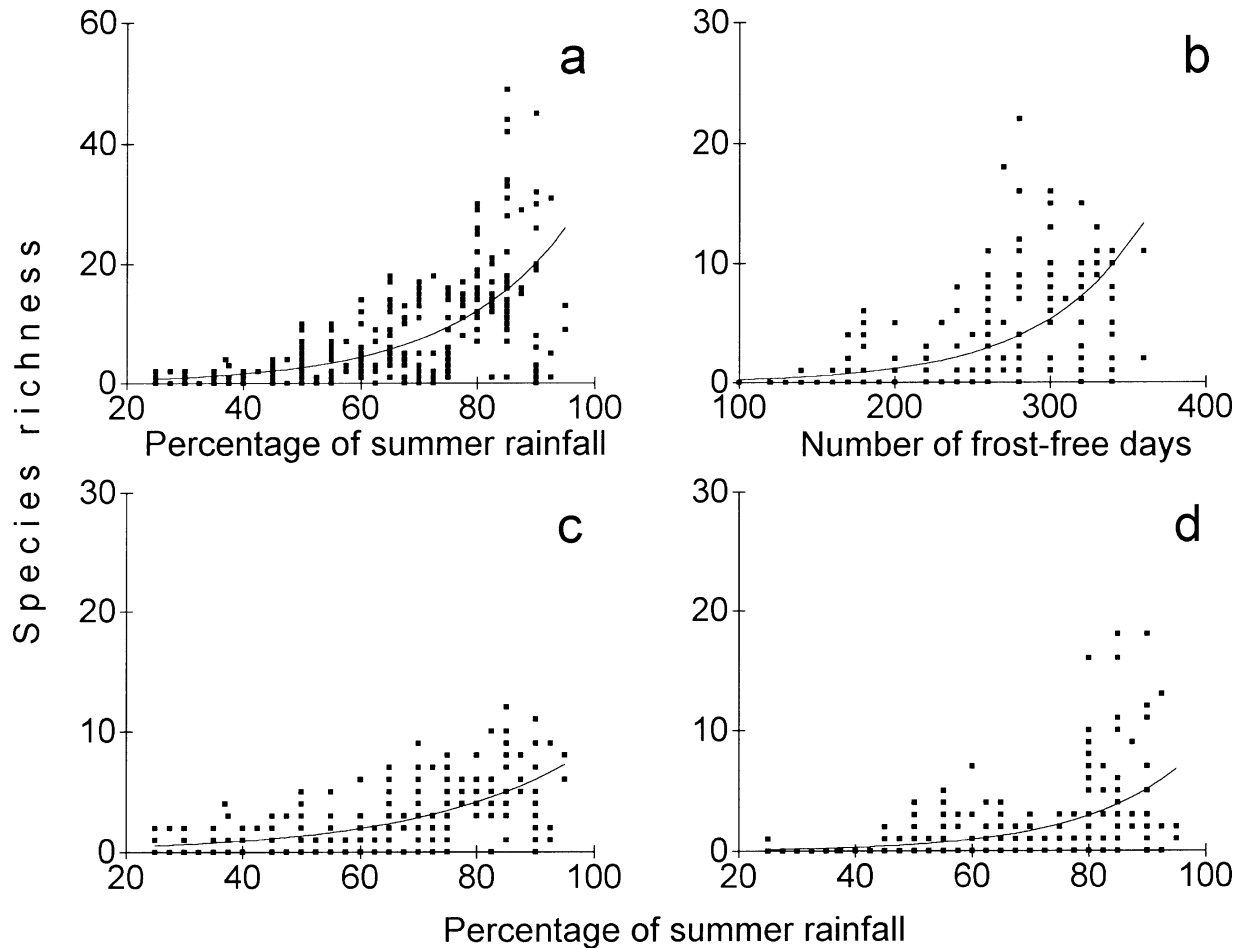 60
40
20
0
20 40 60 80 100
Percentage of summer rainfall
a
30
20
10
0
100 200 300 400
Number of frost-free days
b
Species richness
30
20
10
0
20 40 60 80 100
c
30
20
10
0
20 40 60 80 100
d
Percentage of summer rainfall